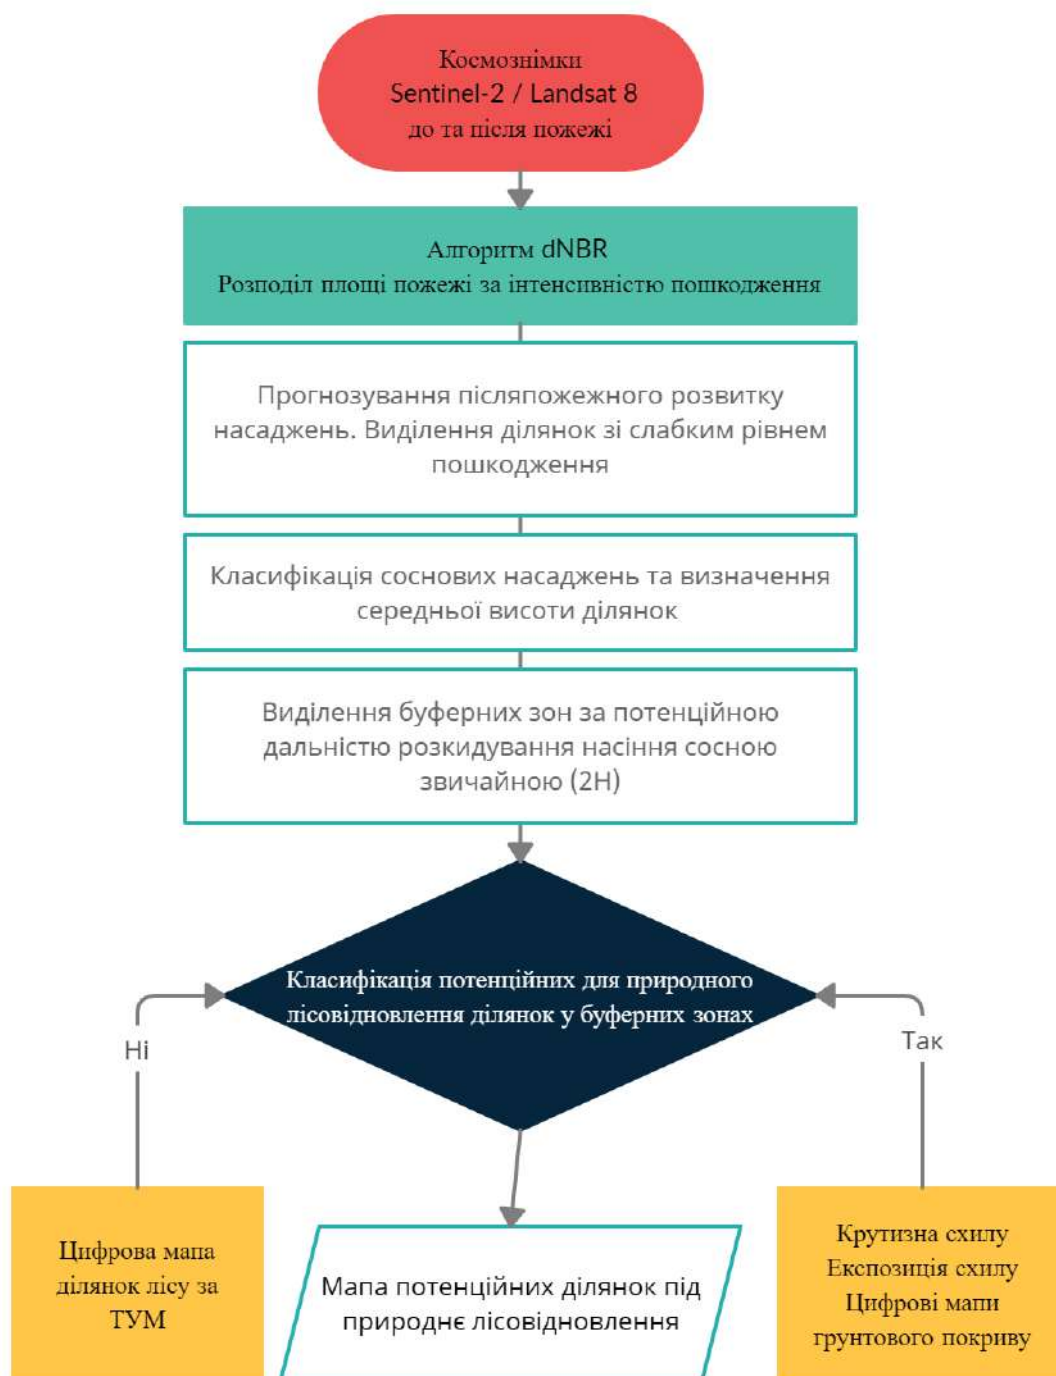 Космознімки
Sentinel-2 / Landsat 8
до та після пожежі
Алгоритм dNBR
Розподіл площі пожежі за інтенсивністю пошкодження
Прогнозування післяпожежного розвитку
насаджень. Виділення ділянок зі слабким рівнем
пошкодження
Класифікація соснових насаджень та визначення
середньої висоти ділянок
Виділення буферних зон за потенційною
дальністю розкидування насіння сосною
звичайною (2Н)
Класифікація потенційних для природного
лісовідновлення ділянок у буферних зонах
Ні
Так
Цифрова мапа
ділянок лісу за
ТУМ
Мапа потенційних ділянок під
природнє лісовідновлення
Крутизна схилу
Експозиція схилу
Цифрові мапи
грунтового покриву